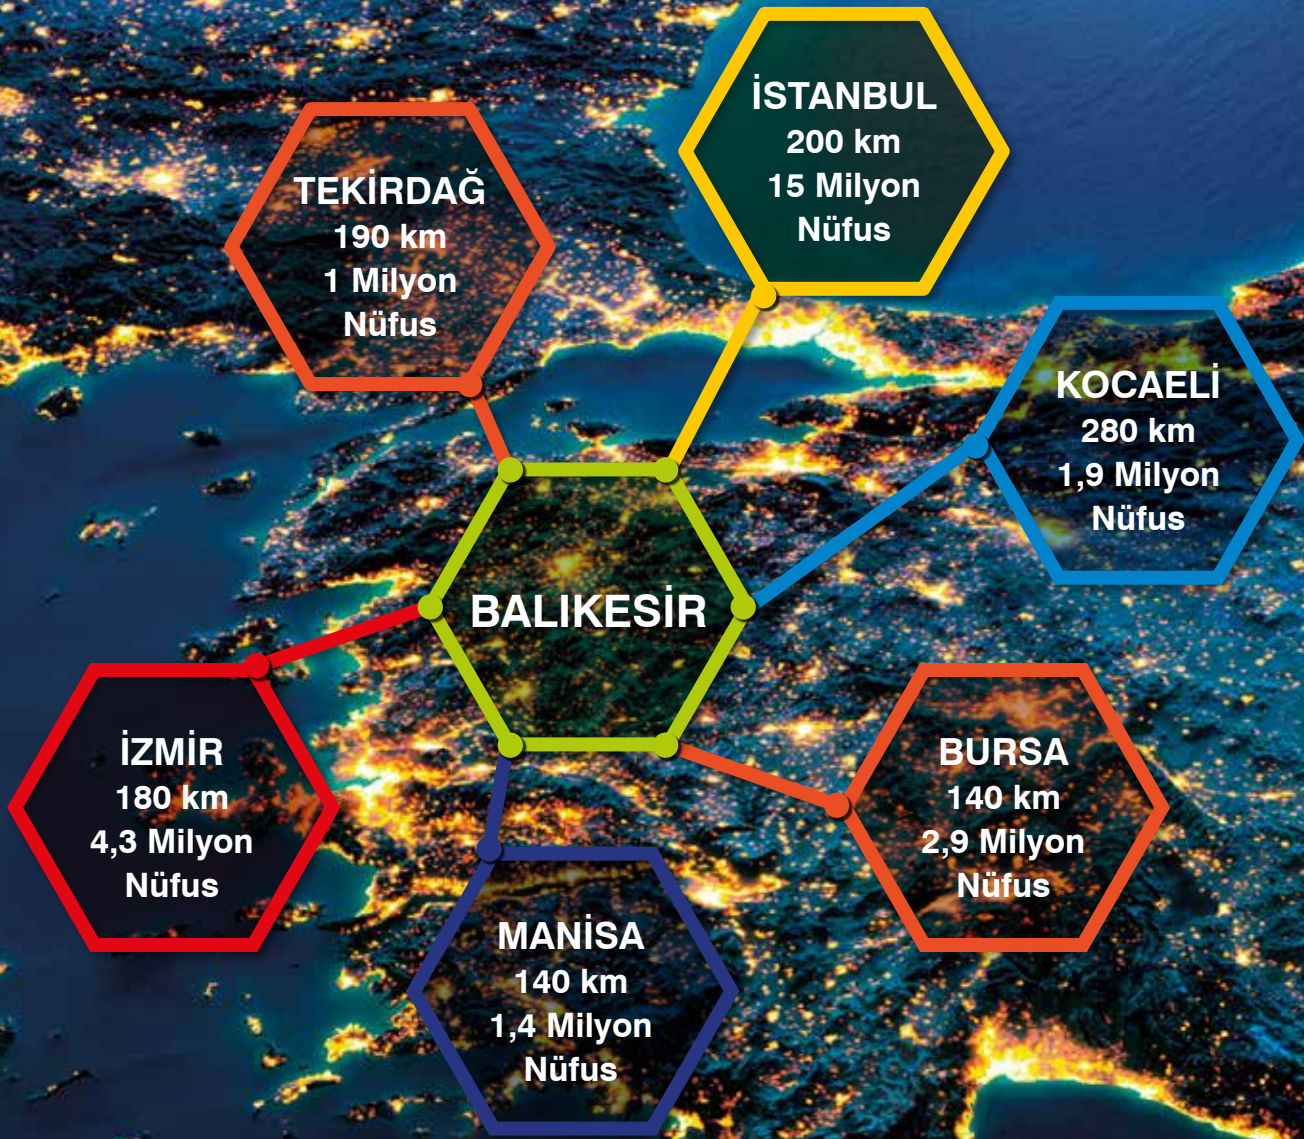 İSTANBUL
200 km
15 Milyon
Nüfus
TEKİRDAĞ
190 km
1 Milyon
Nüfus
KOCAELİ
280 km
1,9 Milyon
Nüfus
BALIKESİR
İZMİR
180 km
4,3 Milyon
Nüfus
BURSA
140 km
2,9 Milyon
Nüfus
MANİSA
140 km
1,4 Milyon
Nüfus